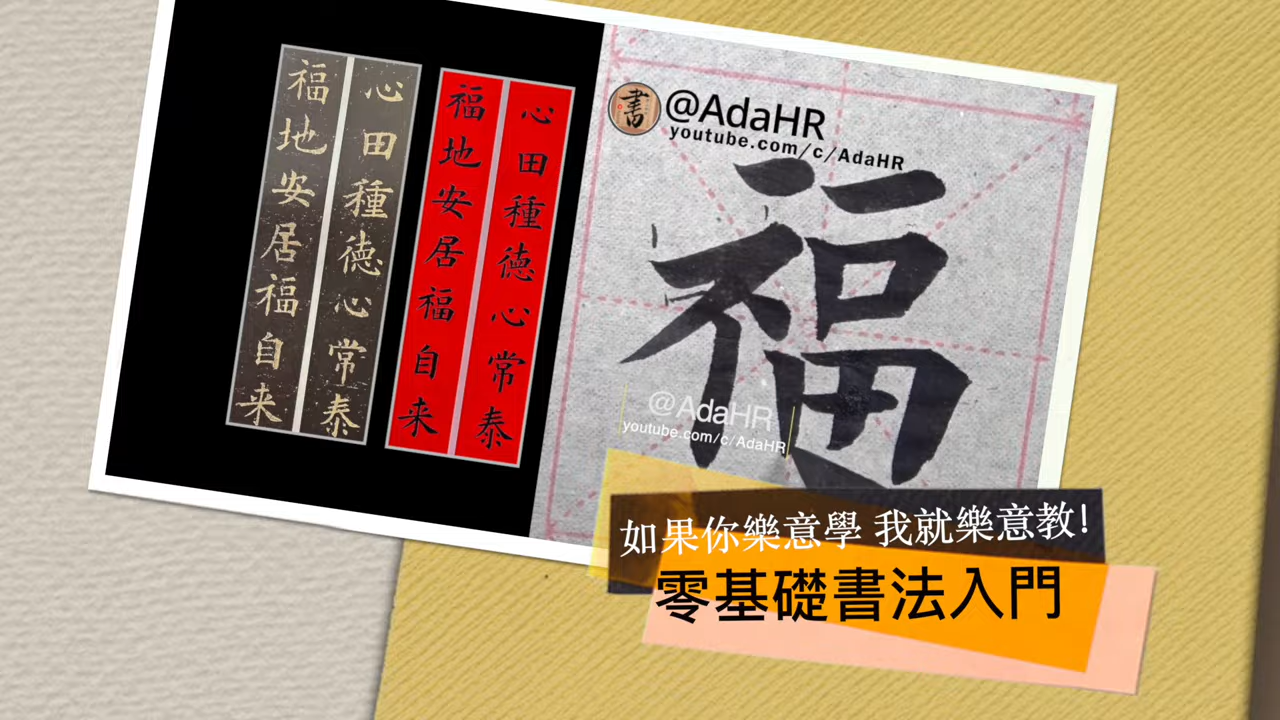 心田種德心常泰
福地安居福自来
心田種德心常泰
福地安居福自来
書
@AdaHR
youtube.com/c/AdaHR
福
@AdaHR
youtube.com/c/AdaHR
如果你樂意學 我就樂意教!
零基礎書法入門